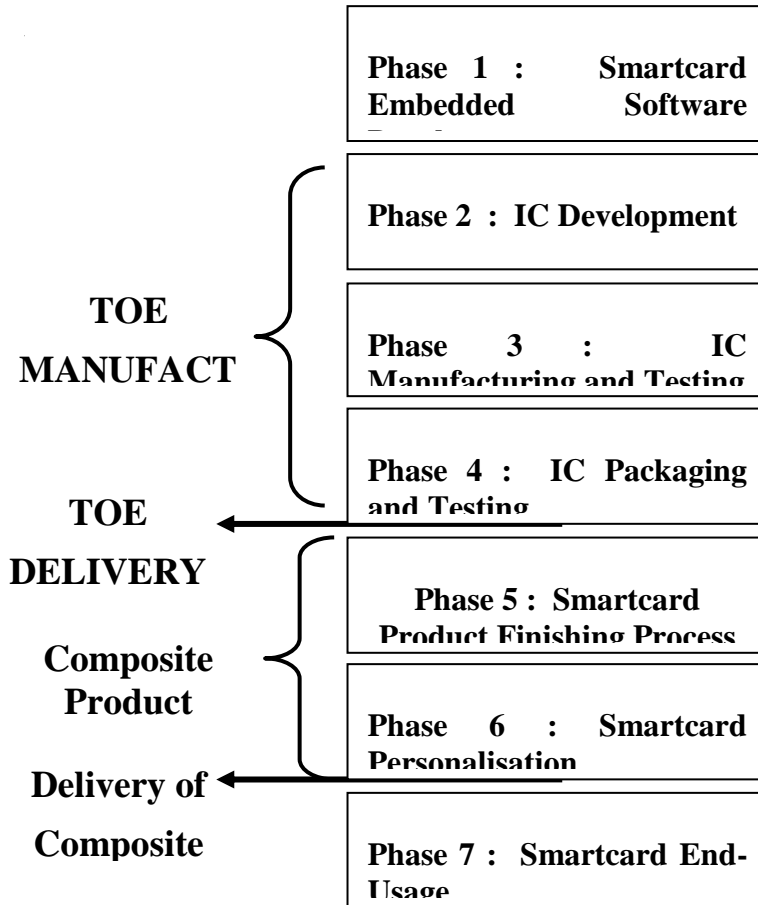 Phase 1 : Smartcard
Embedded Software
Phase 2 : IC Development
TOE
MANUFACT
Phase 3 : IC
Manufacturing and Testing
Phase 4 : IC Packaging
and Testing
TOE
DELIVERY
Phase 5 : Smartcard
Product Finishing Process
Composite
Product
Phase 6 : Smartcard
Personalisation
Delivery of
Composite
Phase 7 : Smartcard End-
Usage